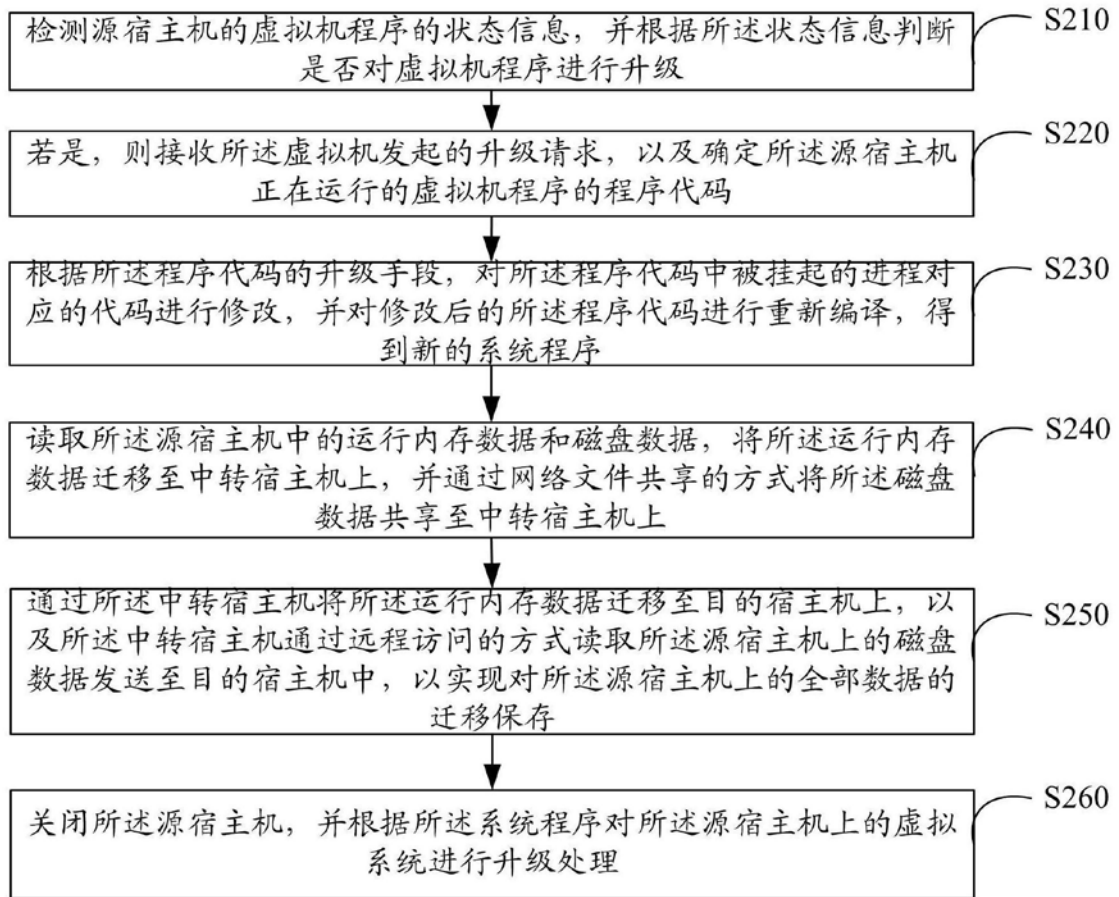 检测源宿主机的虚拟机程序的状态信息，并根据所述状态信息判断
是否对虚拟机程序进行升级
S210
若是，则接收所述虚拟机发起的升级请求，以及确定所述源宿主机
正在运行的虚拟机程序的程序代码
S220
根据所述程序代码的升级手段，对所述程序代码中被挂起的进程对
应的代码进行修改，并对修改后的所述程序代码进行重新编译，得
到新的系统程序
S230
读取所述源宿主机中的运行内存数据和磁盘数据，将所述运行内存
数据迁移至中转宿主机上，并通过网络文件共享的方式将所述磁盘
数据共享至中转宿主机上
S240
通过所述中转宿主机将所述运行内存数据迁移至目的宿主机上，以
及所述中转宿主机通过远程访问的方式读取所述源宿主机上的磁盘
数据发送至目的宿主机中，以实现对所述源宿主机上的全部数据的
迁移保存
S250
关闭所述源宿主机，并根据所述系统程序对所述源宿主机上的虚拟
系统进行升级处理
S260